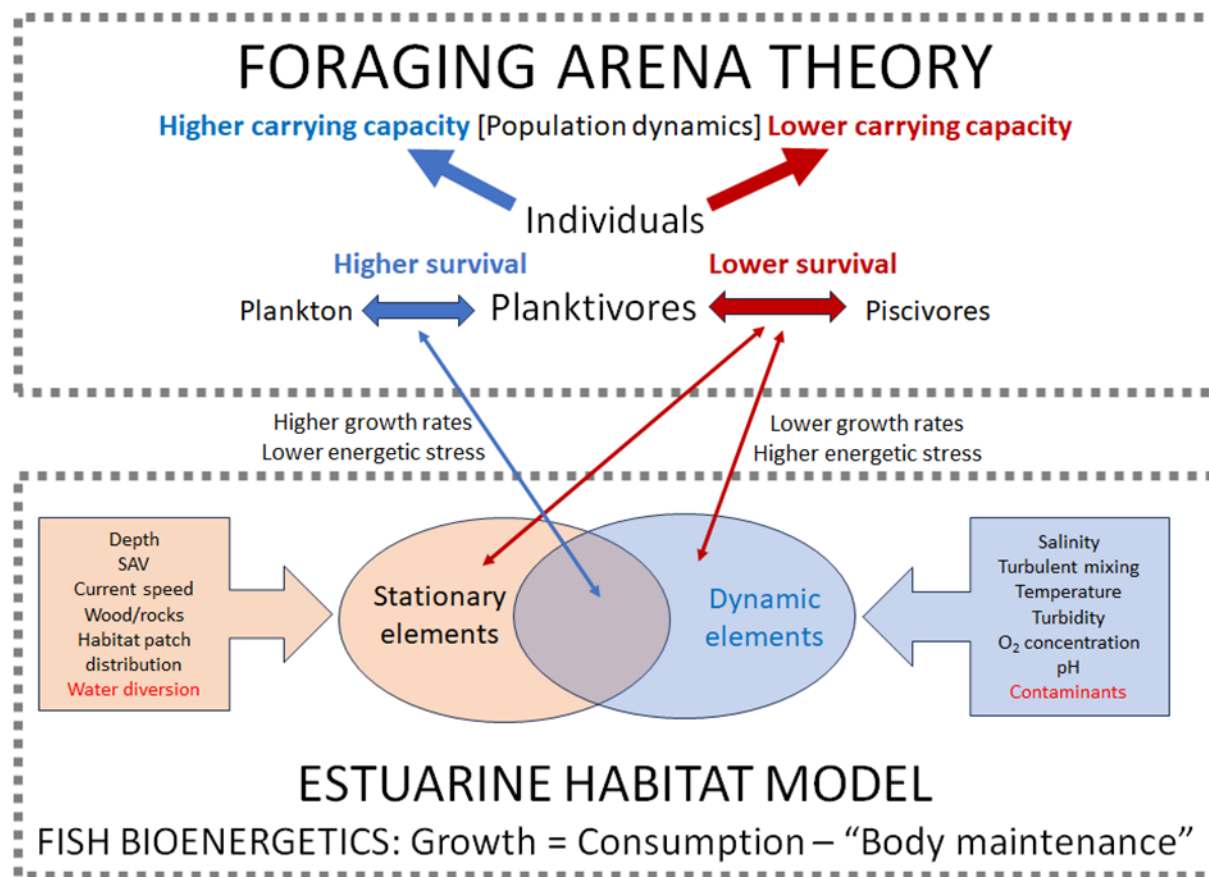 FORAGING ARENA THEORY
Higher carrying capacity [Population dynamics] Lower carrying capacity
Individuals
Higher survival
Lower survival
Plankton
Planktivores
Piscivores
Higher growth rates
Lower energetic stress
Lower growth rates
Higher energetic stress
Depth
SAV
Current speed
Wood/rocks
Habitat patch
distribution
Water diversion
Stationary
elements
Dynamic
elements
Salinity
Turbulent mixing
Temperature
Turbidity
O₂ concentration
pH
Contaminants
ESTUARINE HABITAT MODEL
FISH BIOENERGETICS: Growth = Consumption – “Body maintenance”